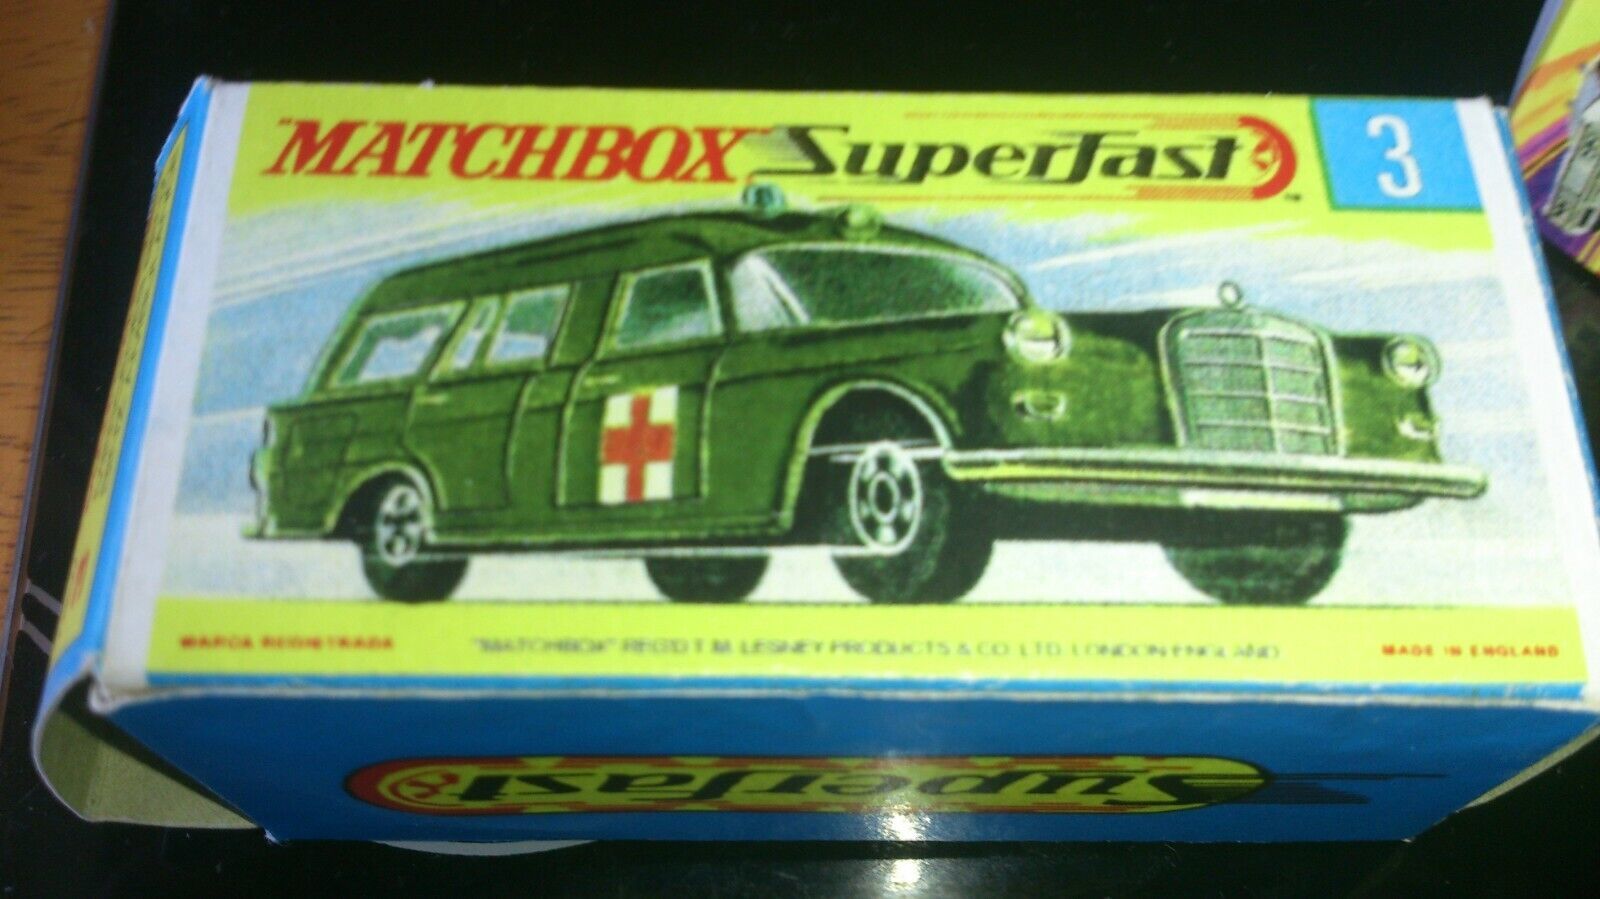 "MATCHBOX" Superfast
3
MARCA REGISTRADA
"MATCHBOX" REG'D T.M. LESNEY PRODUCTS & CO. LTD. LONDON ENGLAND
MADE IN ENGLAND
Superfast